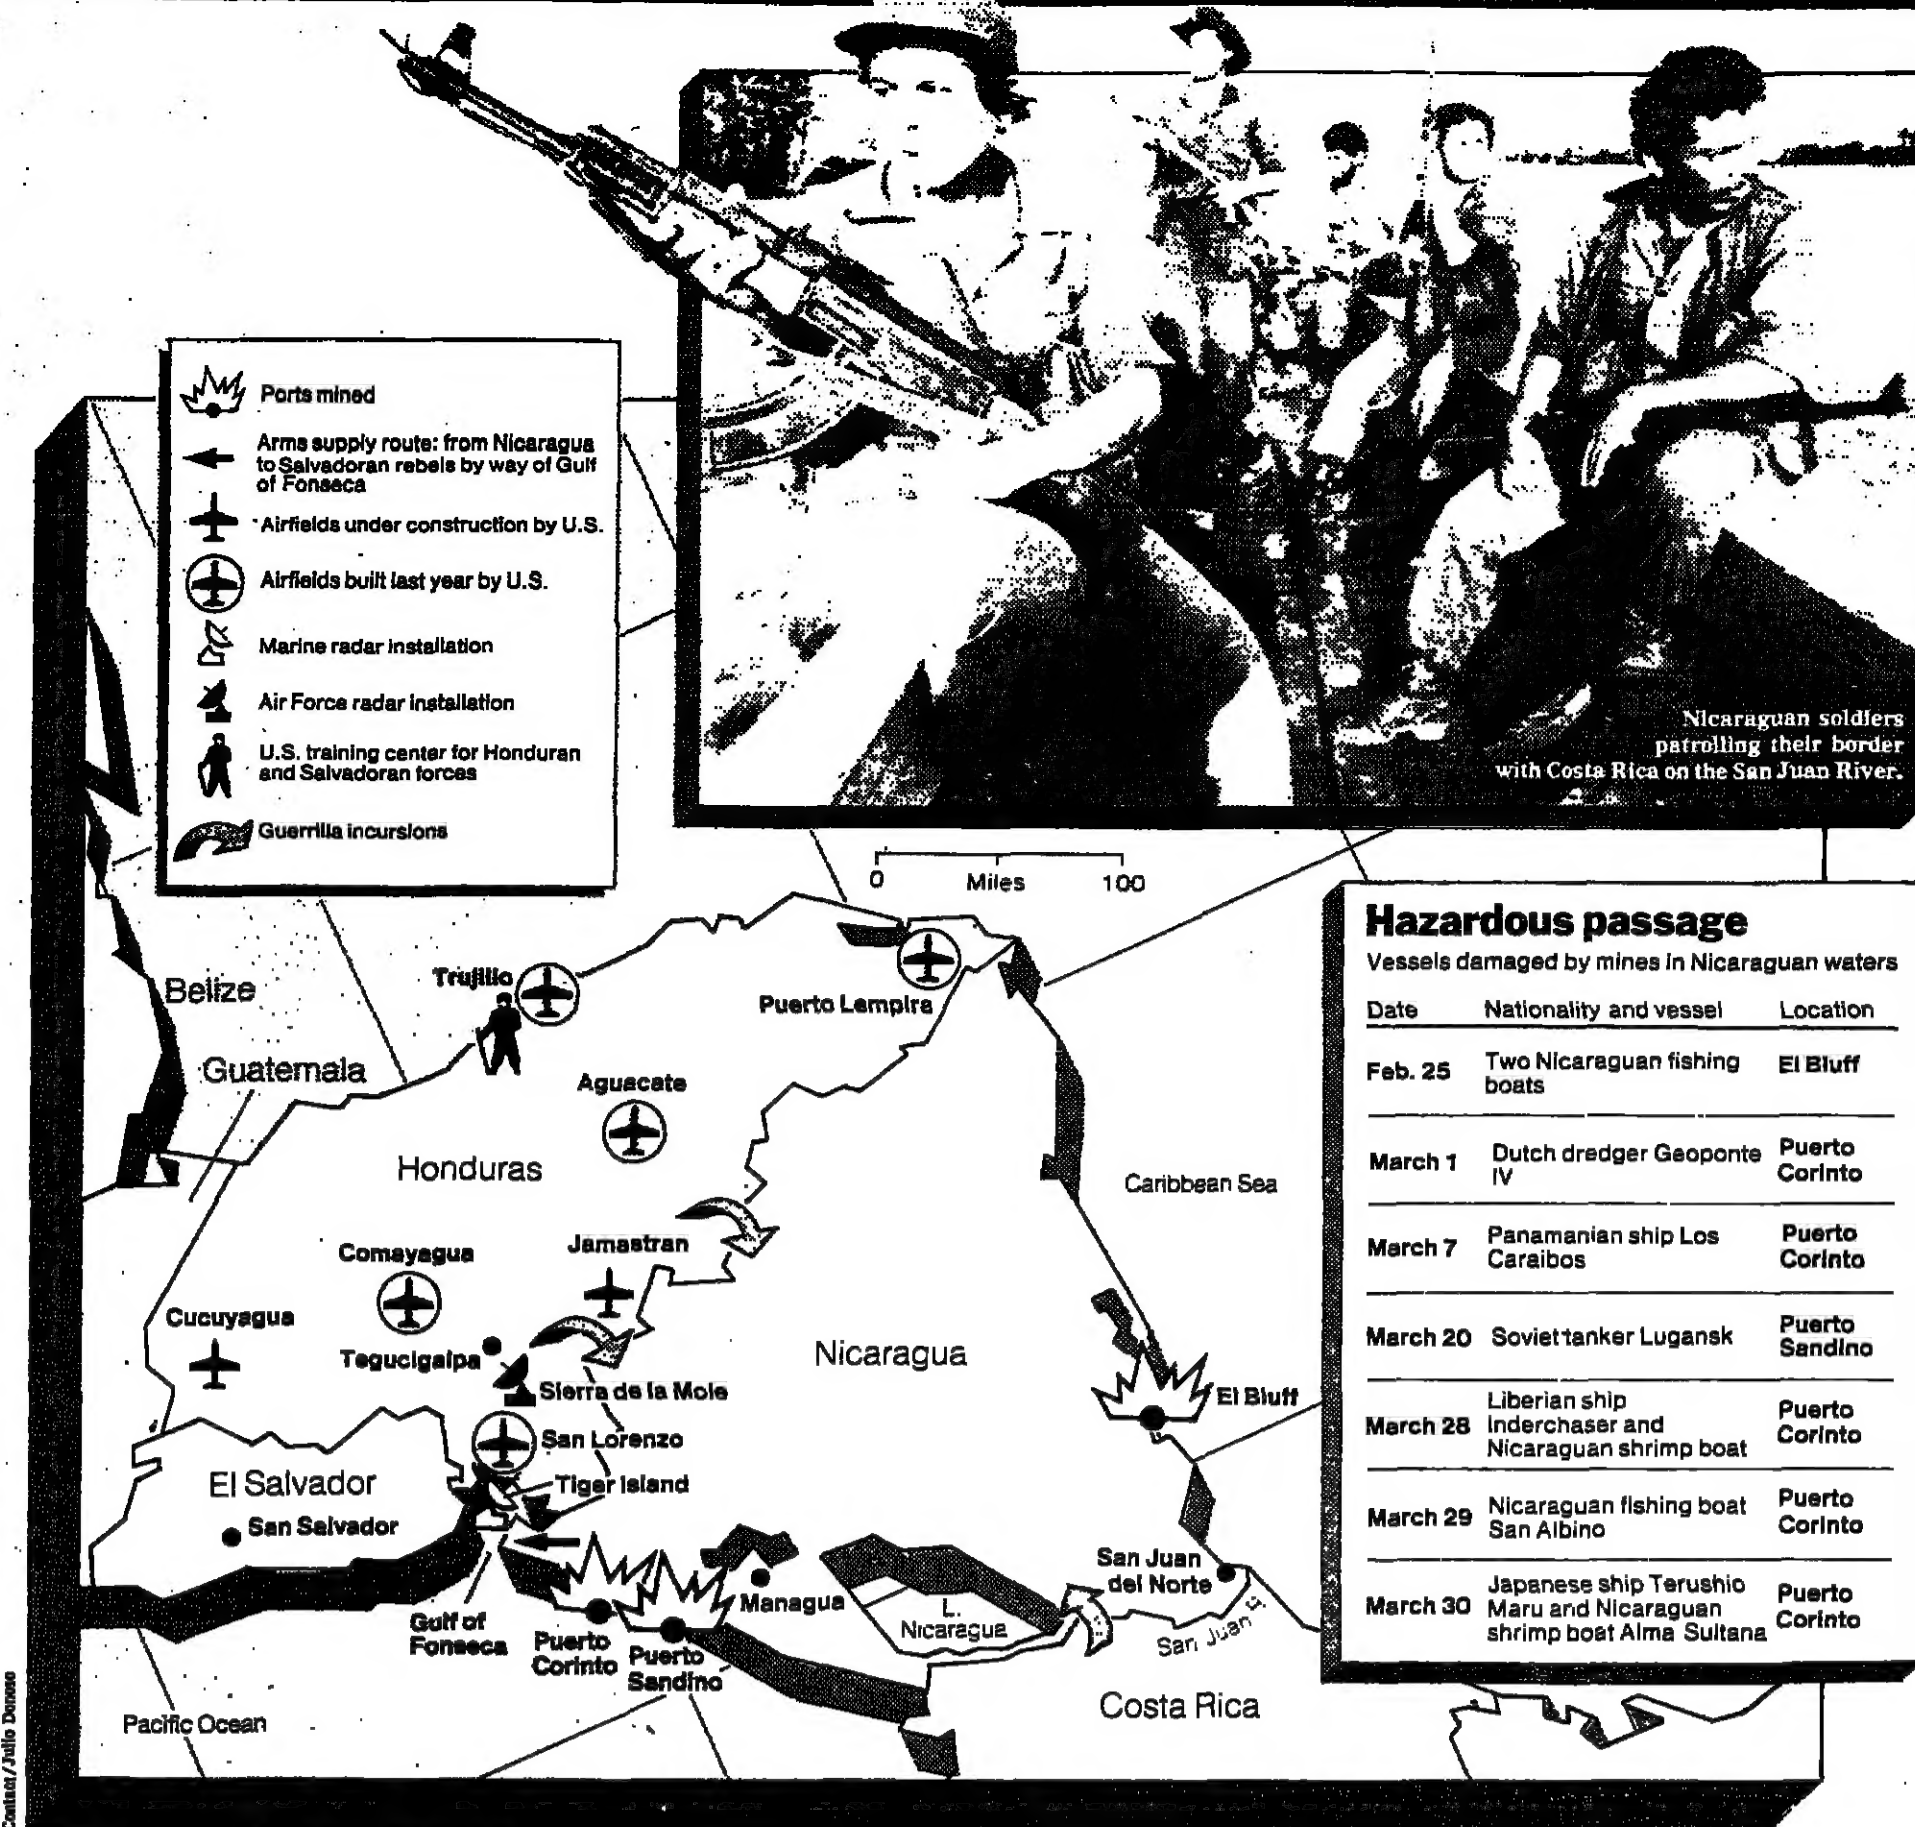 Ports mined
Arms supply route: from Nicaragua
to Salvadoran rebels by way of Gulf
of Fonseca
Airfields under construction by U.S.
Airfields built last year by U.S.
Marine radar installation
Air Force radar installation
U.S. training center for Honduran
and Salvadoran forces
Guerrilla incursions
Nicaraguan soldiers
patrolling their border
with Costa Rica on the San Juan River.
0 Miles 100
Belize
Guatemala
Trujillo
Puerto Lempira
Aguacate
Honduras
Caribbean Sea
Comayagua
Jamastran
Cucuyagua
Tegucigalpa
Sierra de la Mole
Nicaragua
El Bluff
San Lorenzo
Tiger Island
El Salvador
San Salvador
Gulf of
Fonseca
Puerto
Corinto
Puerto
Sandino
Managua
L.
Nicaragua
San Juan
del Norte
San Juan R.
Costa Rica
Pacific Ocean
Hazardous passage
Vessels damaged by mines in Nicaraguan waters
Date Nationality and vessel Location
Feb. 25 Two Nicaraguan fishing El Bluff
boats
March 1 Dutch dredger Geoponte Puerto
IV Corinto
March 7 Panamanian ship Los Puerto
Caraibos Corinto
March 20 Soviet tanker Lugansk Puerto
Sandino
March 28 Liberian ship Puerto
Inderchaser and Corinto
Nicaraguan shrimp boat
March 29 Nicaraguan fishing boat Puerto
San Albino Corinto
March 30 Japanese ship Terushio Puerto
Maru and Nicaraguan Corinto
shrimp boat Alma Sultana
Contact/Julio Donoso